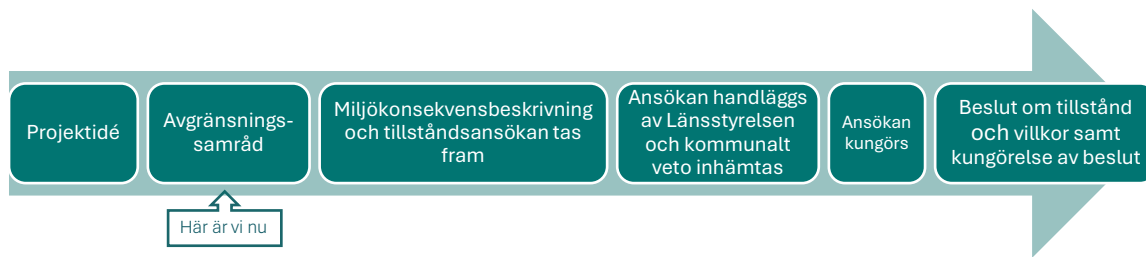 Projektidé
Avgränsnings-
samråd
Miljökonsekvensbeskrivning
och tillståndsansökan tas
fram
Ansökan handläggs
av Länsstyrelsen
och kommunalt
veto inhämtas
Ansökan
kungörs
Beslut om tillstånd
och villkor samt
kungörelse av beslut
Här är vi nu